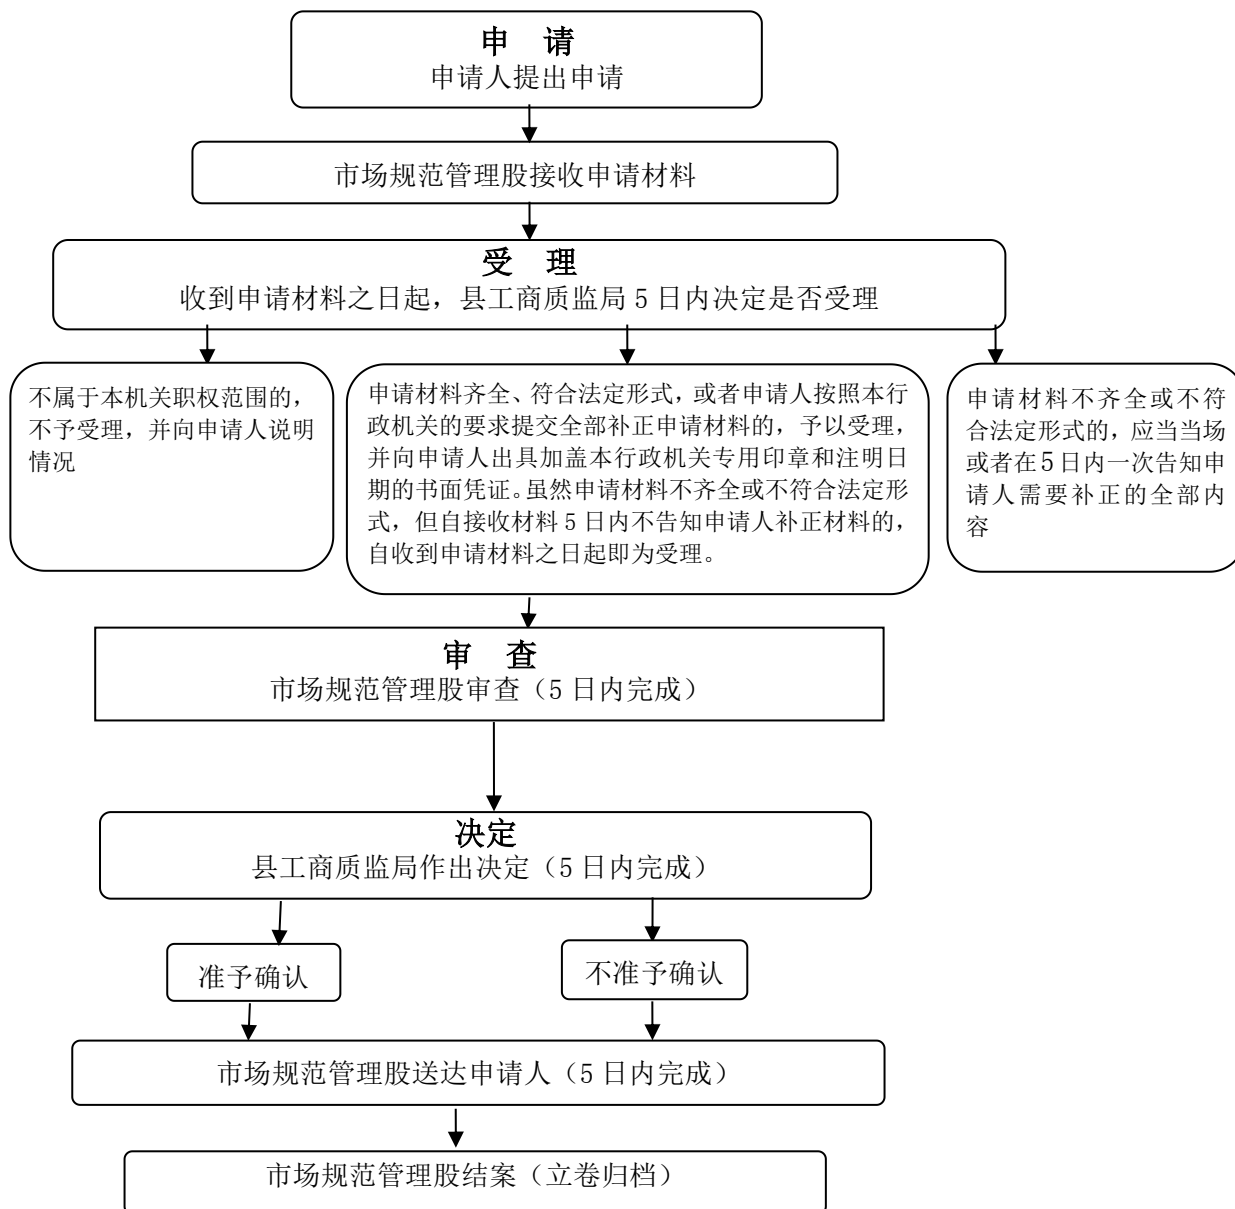 申 请
申请人提出申请
市场规范管理股接收申请材料
受 理
收到申请材料之日起，县工商质监局 5 日内决定是否受理
不属于本机关职权范围的，
不予受理，并向申请人说明
情况
申请材料齐全、符合法定形式，或者申请人按照本行
政机关的要求提交全部补正申请材料的，予以受理，
并向申请人出具加盖本行政机关专用印章和注明日
期的书面凭证。虽然申请材料不齐全或不符合法定形
式，但自接收材料 5 日内不告知申请人补正材料的，
自收到申请材料之日起即为受理。
申请材料不齐全或不符
合法定形式的，应当当场
或者在 5 日内一次告知申
请人需要补正的全部内
容
审 查
市场规范管理股审查（5 日内完成）
决定
县工商质监局作出决定（5 日内完成）
准予确认
不准予确认
市场规范管理股送达申请人（5 日内完成）
市场规范管理股结案（立卷归档）